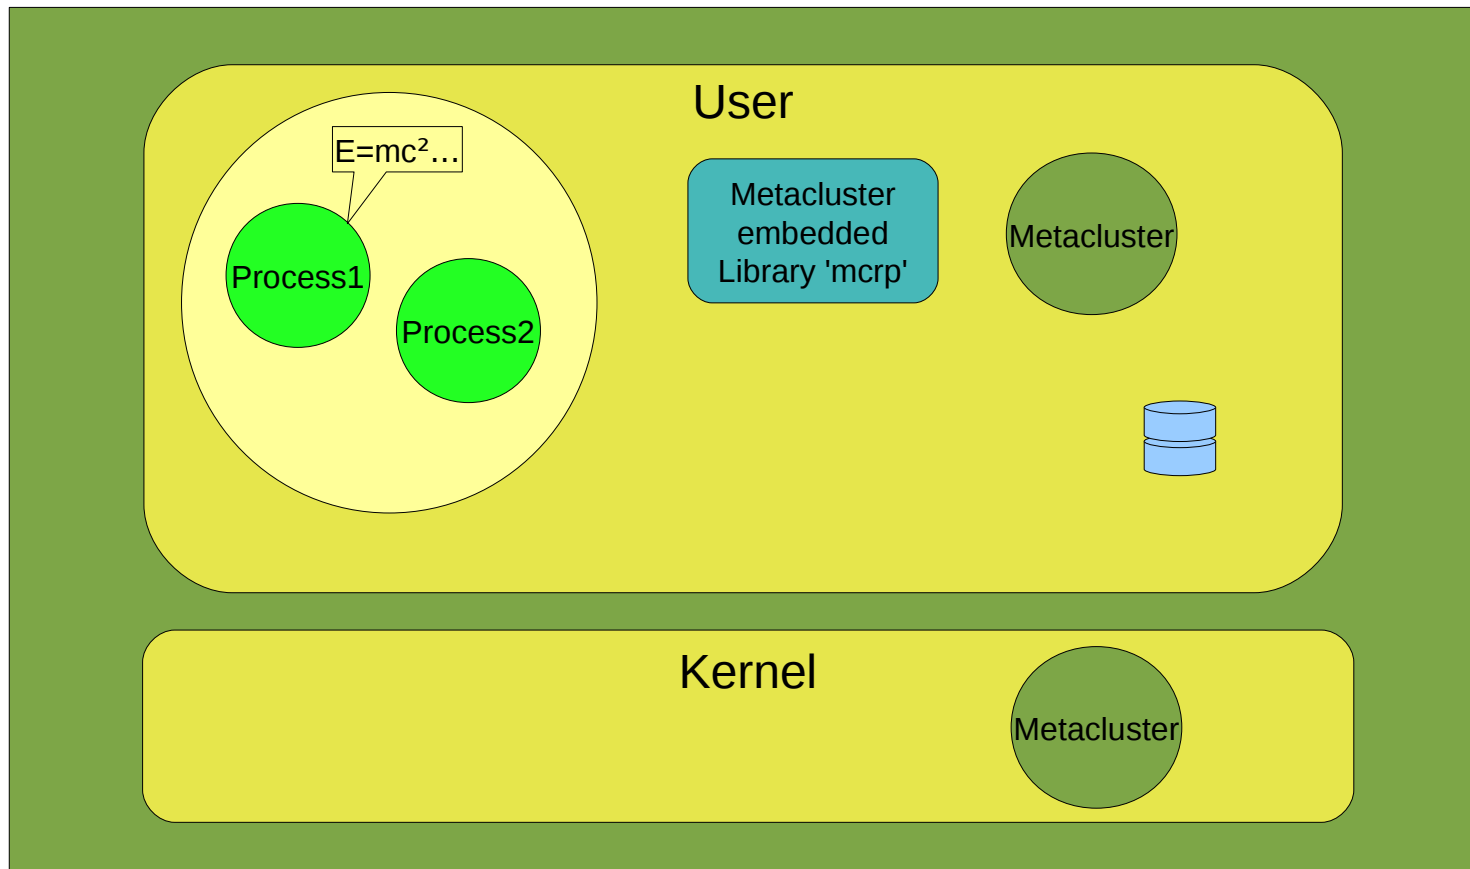 User
E=mc²...
Process1
Process2
Metacluster
embedded
Library 'mcrp'
Metacluster
Kernel
Metacluster